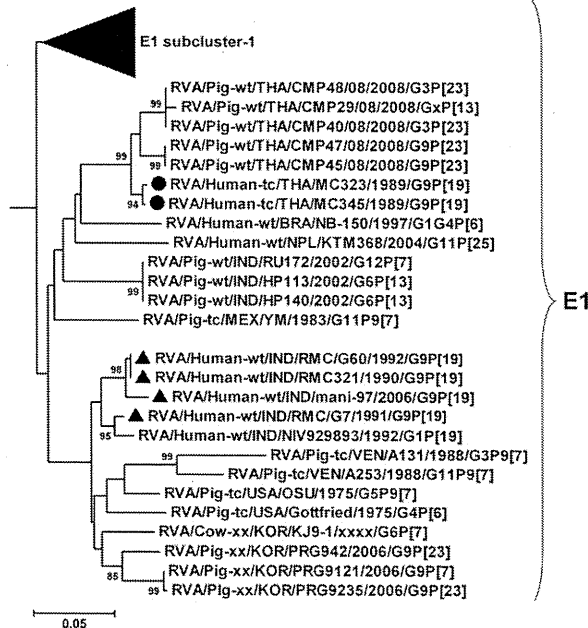 E1 subcluster-1
RVA/Pig-wt/THA/CMP48/08/2008/G3P[23]
99
RVA/Pig-wt/THA/CMP29/08/2008/GxP[13]
RVA/Pig-wt/THA/CMP40/08/2008/G3P[23]
RVA/Pig-wt/THA/CMP47/08/2008/G9P[23]
99
99
RVA/Pig-wt/THA/CMP45/08/2008/G9P[23]
RVA/Human-tc/THA/MC323/1989/G9P[19]
94
RVA/Human-tc/THA/MC345/1989/G9P[19]
RVA/Human-wt/BRA/NB-150/1997/G1G4P[6]
RVA/Human-wt/NPL/KTM368/2004/G11P[25]
RVA/Pig-wt/IND/RU172/2002/G12P[7]
RVA/Pig-wt/IND/HP113/2002/G6P[13]
99
RVA/Pig-wt/IND/HP140/2002/G6P[13]
E1
RVA/Pig-tc/MEX/YM/1983/G11P9[7]
RVA/Human-wt/IND/RMC/G60/1992/G9P[19]
98
RVA/Human-wt/IND/RMC321/1990/G9P[19]
RVA/Human-wt/IND/mani-97/2006/G9P[19]
RVA/Human-wt/IND/RMC/G7/1991/G9P[19]
95
RVA/Human-wt/IND/NIV929893/1992/G1P[19]
99
RVA/Pig-tc/VEN/A131/1988/G3P9[7]
RVA/Pig-tc/VEN/A253/1988/G11P9[7]
RVA/Pig-tc/USA/OSU/1975/G5P9[7]
RVA/Pig-tc/USA/Gottfried/1975/G4P[6]
RVA/Cow-xx/KOR/KJ9-1/xxxx/G6P[7]
RVA/Pig-xx/KOR/PRG942/2006/G9P[23]
85
RVA/Pig-xx/KOR/PRG9121/2006/G9P[7]
99
RVA/Pig-xx/KOR/PRG9235/2006/G9P[23]
0.05